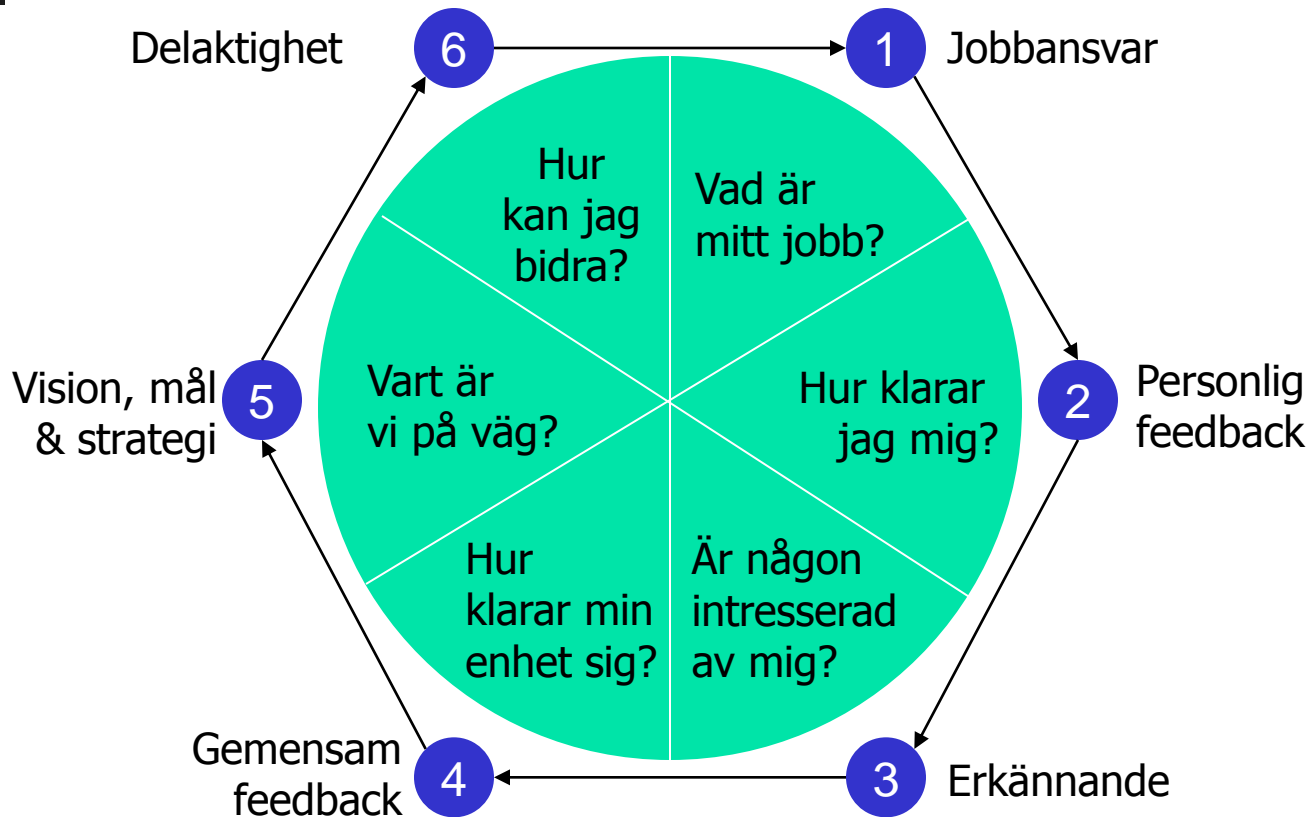 Delaktighet
6
1
Jobbansvar
Hur
kan jag
bidra?
Vad är
mitt jobb?
Vision, mål
& strategi
5
Vart är
vi på väg?
Hur klarar
jag mig?
2
Personlig
feedback
Hur
klarar min
enhet sig?
Är någon
intresserad
av mig?
Gemensam
feedback
4
3
Erkännande